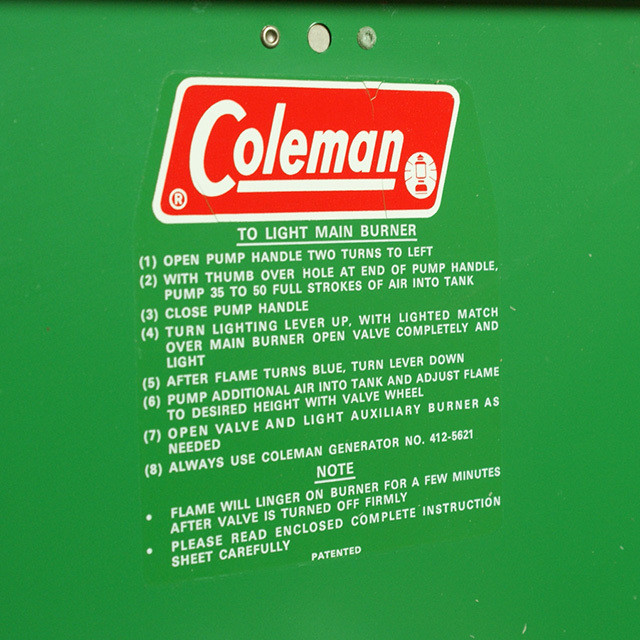 Coleman
®
TO LIGHT MAIN BURNER
(1) OPEN PUMP HANDLE TWO TURNS TO LEFT
(2) WITH THUMB OVER HOLE AT END OF PUMP HANDLE,
PUMP 35 TO 50 FULL STROKES OF AIR INTO TANK
(3) CLOSE PUMP HANDLE
(4) TURN LIGHTING LEVER UP, WITH LIGHTED MATCH
OVER MAIN BURNER OPEN VALVE COMPLETELY AND
LIGHT
(5) AFTER FLAME TURNS BLUE, TURN LEVER DOWN
(6) PUMP ADDITIONAL AIR INTO TANK AND ADJUST FLAME
TO DESIRED HEIGHT WITH VALVE WHEEL
(7) OPEN VALVE AND LIGHT AUXILIARY BURNER AS
NEEDED
(8) ALWAYS USE COLEMAN GENERATOR NO. 412-5621
NOTE
• FLAME WILL LINGER ON BURNER FOR A FEW MINUTES
AFTER VALVE IS TURNED OFF FIRMLY
• PLEASE READ ENCLOSED COMPLETE INSTRUCTION
SHEET CAREFULLY
PATENTED